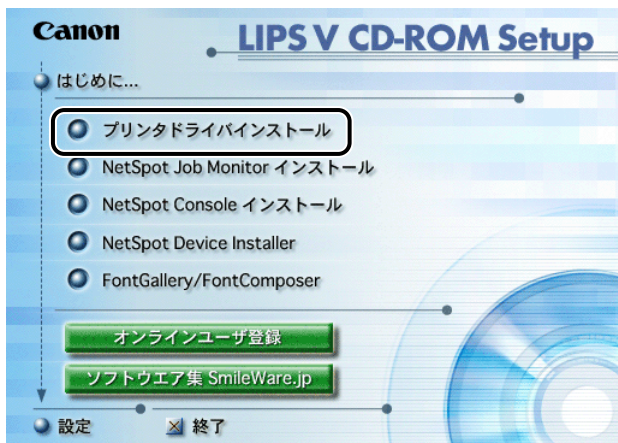 Canon
LIPS V CD-ROM Setup
はじめに...
プリンタドライバインストール
NetSpot Job Monitor インストール
NetSpot Console インストール
NetSpot Device Installer
FontGallery/FontComposer
オンラインユーザ登録
ソフトウエア集 SmileWare.jp
設定 終了